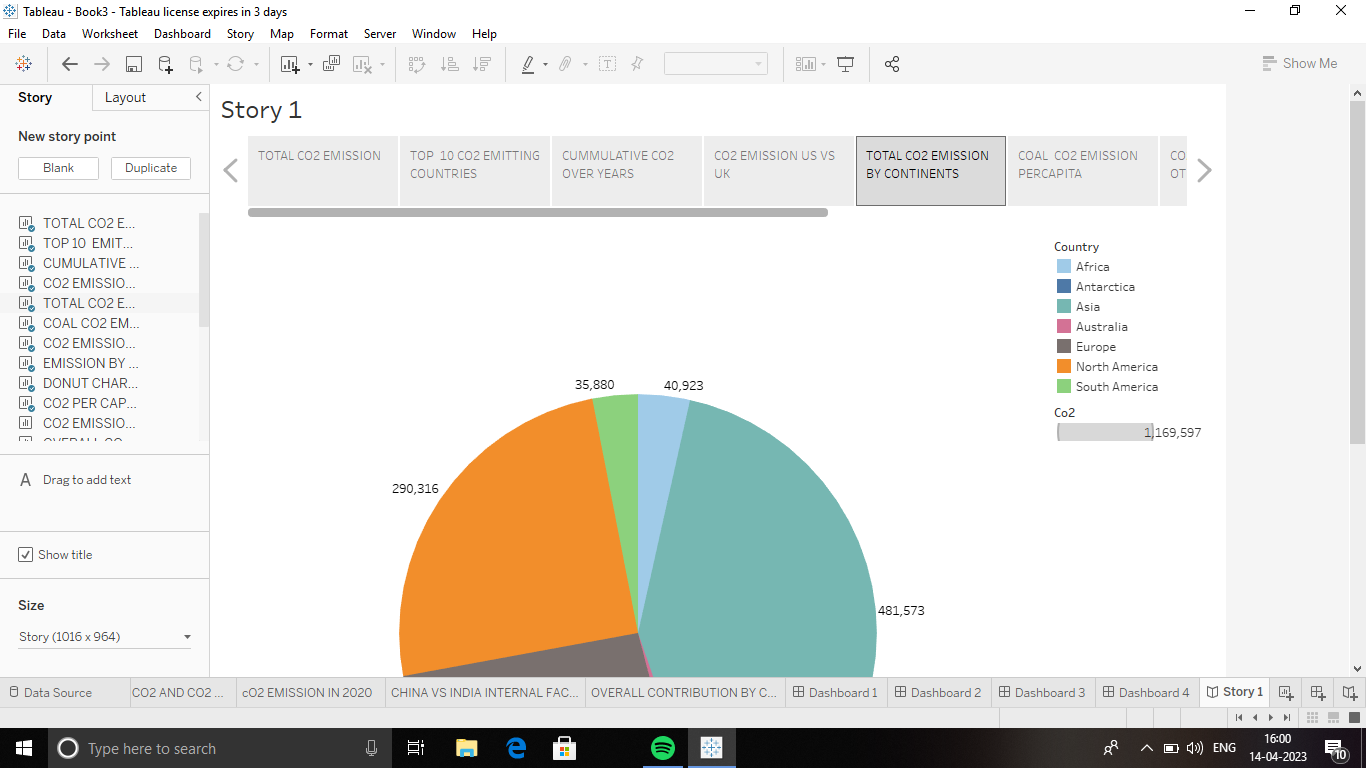 Tableau - Book3 - Tableau license expires in 3 days
File Data Worksheet Dashboard Story Map Format Server Window Help
Show Me
Story Layout
New story point
Blank Duplicate
TOTAL CO2 E...
TOP 10 EMIT...
CUMULATIVE ...
CO2 EMISSIO...
TOTAL CO2 E...
COAL CO2 EM...
CO2 EMISSIO...
EMISSION BY ...
DONUT CHAR...
CO2 PER CAP...
CO2 EMISSIO...
A Drag to add text
Show title
Size
Story (1016 x 964)
Story 1
TOTAL CO2 EMISSION
TOP 10 CO2 EMITTING
COUNTRIES
CUMMULATIVE CO2
OVER YEARS
CO2 EMISSION US VS
UK
TOTAL CO2 EMISSION
BY CONTINENTS
COAL CO2 EMISSION
PERCAPITA
CO
OT
Country
Africa
Antarctica
Asia
Australia
Europe
North America
South America
Co2
1,169,597
35,880
40,923
290,316
481,573
Data Source CO2 AND CO2 ... cO2 EMISSION IN 2020 CHINA VS INDIA INTERNAL FAC... OVERALL CONTRIBUTION BY C... Dashboard 1 Dashboard 2 Dashboard 3 Dashboard 4 Story 1
Type here to search
ENG
16:00
14-04-2023
10